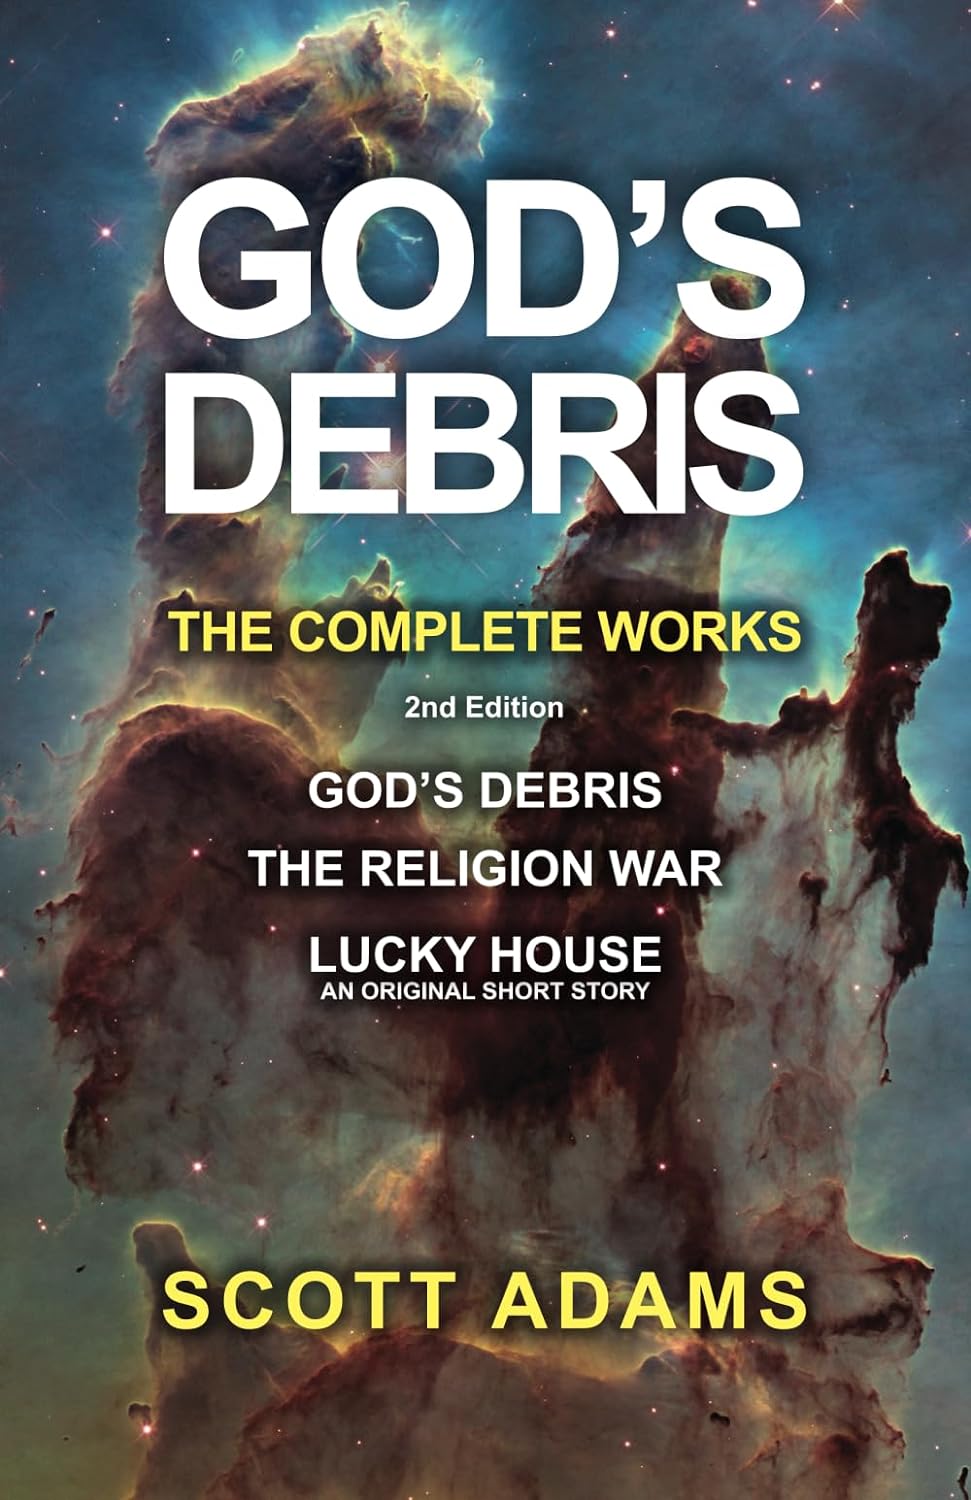 GOD’S
DEBRIS
THE COMPLETE WORKS
2nd Edition
GOD’S DEBRIS
THE RELIGION WAR
LUCKY HOUSE
AN ORIGINAL SHORT STORY
SCOTT ADAMS